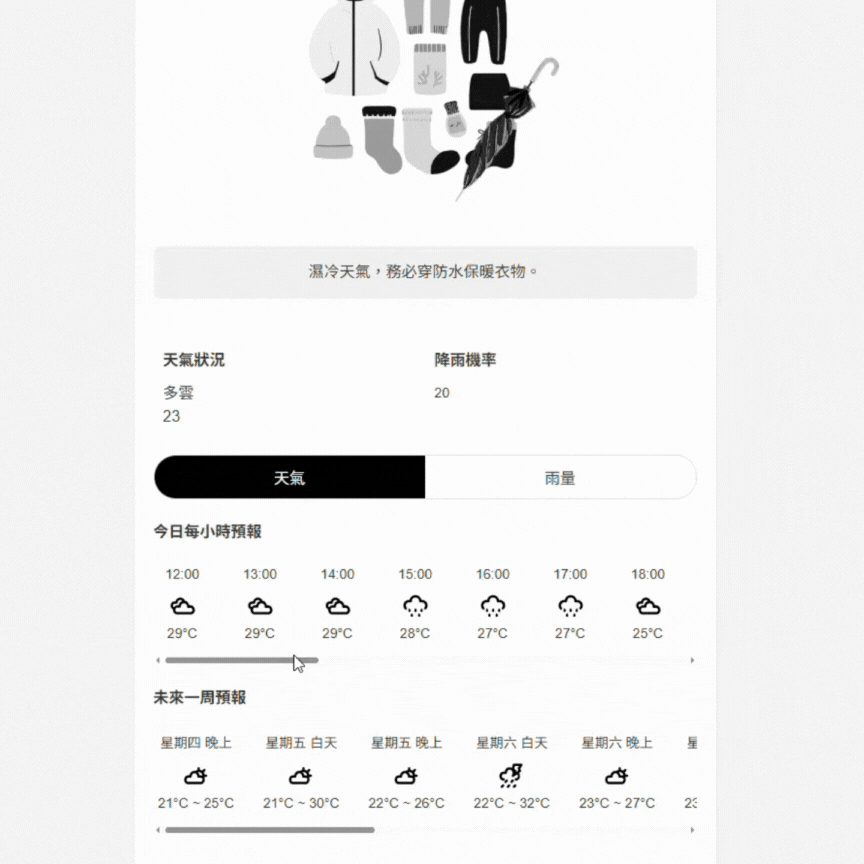 濕冷天氣，務必穿防水保暖衣物。
天氣狀況 降雨機率
多雲 20
23
天氣 雨量
今日每小時預報
12:00 13:00 14:00 15:00 16:00 17:00 18:00
29°C 29°C 29°C 28°C 27°C 27°C 25°C
未來一周預報
星期四 晚上 星期五 白天 星期五 晚上 星期六 白天 星期六 晚上
21°C ~ 25°C 21°C ~ 30°C 22°C ~ 26°C 22°C ~ 32°C 23°C ~ 27°C